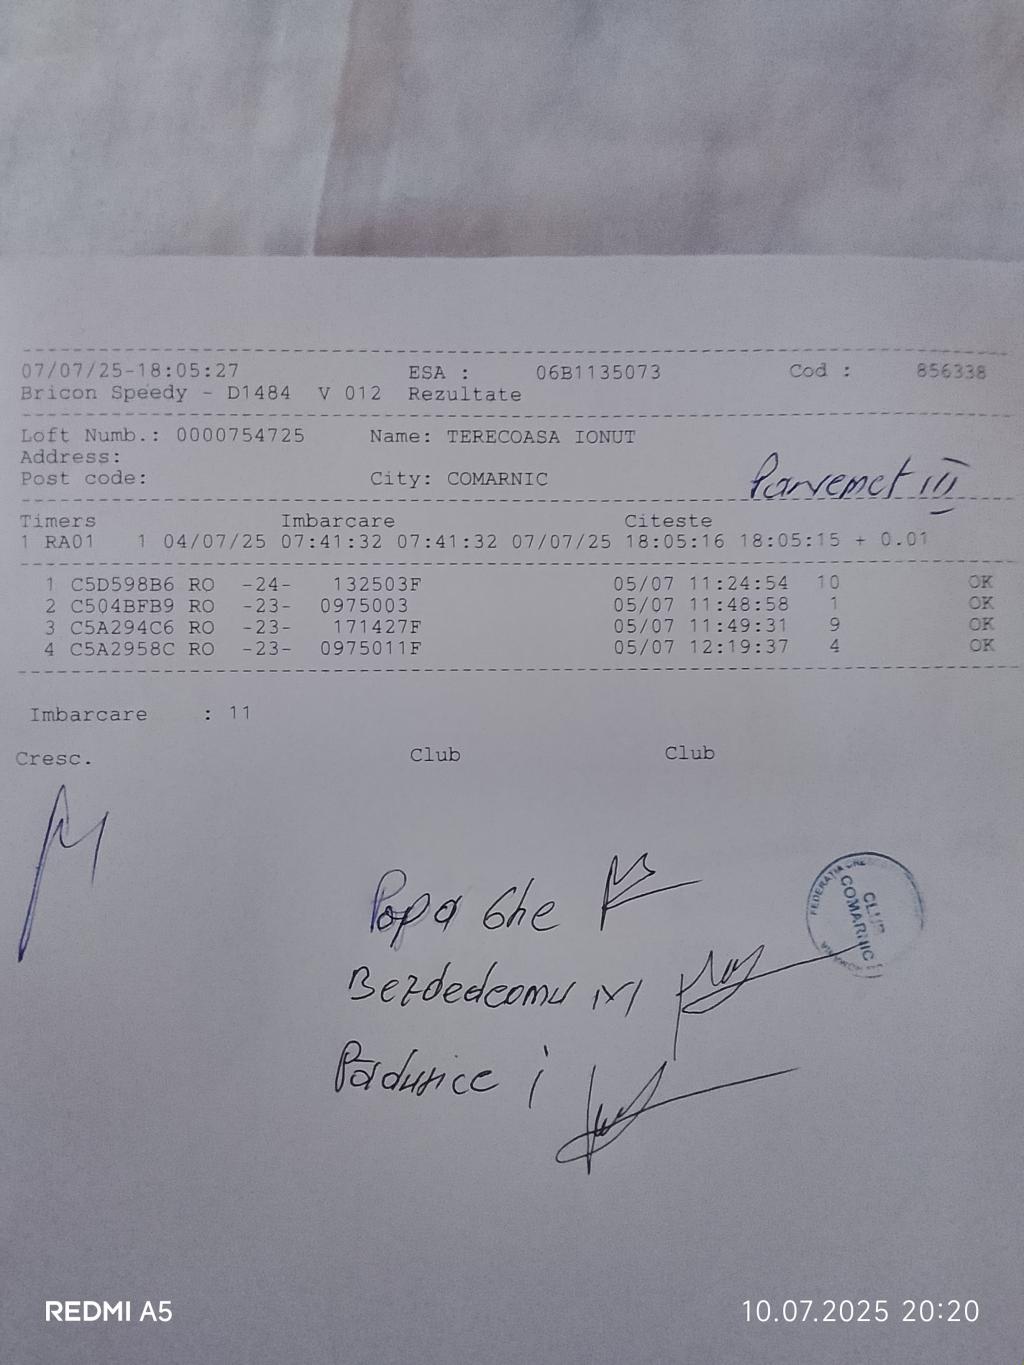 07/07/25-18:05:27 ESA : 06B1135073 Cod : 856338
Bricon Speedy - D1484 V 012 Rezultate
Loft Numb.: 0000754725 Name: TERECOASA IONUT
Address:
Post code: City: COMARNIC
Parvemet III
Timers Imbarcare Citeste
1 RA01 1 04/07/25 07:41:32 07:41:32 07/07/25 18:05:16 18:05:15 + 0.01
1 C5D598B6 RO -24- 132503F 05/07 11:24:54 10 OK
2 C504BFB9 RO -23- 0975003 05/07 11:48:58 1 OK
3 C5A294C6 RO -23- 171427F 05/07 11:49:31 9 OK
4 C5A2958C RO -23- 0975011F 05/07 12:19:37 4 OK
Imbarcare : 11
Cresc. Club Club
Popa Ghe
CLUB
COMARNIC
REDMI A5 10.07.2025 20:20